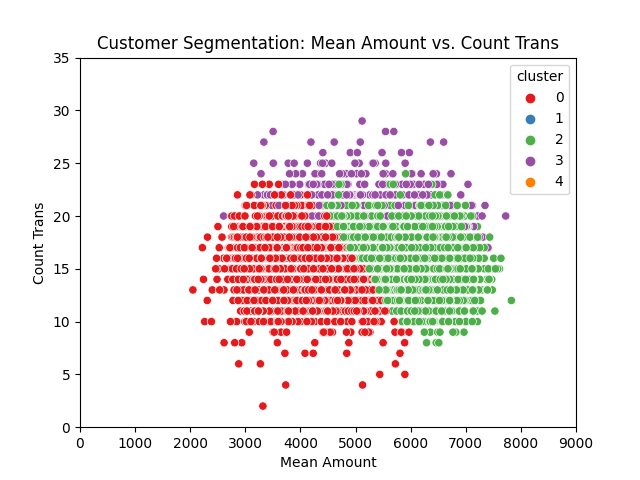 Customer Segmentation: Mean Amount vs. Count Trans
Count Trans
35
30
25
20
15
10
5
0
0 1000 2000 3000 4000 5000 6000 7000 8000 9000
Mean Amount
cluster
0
1
2
3
4